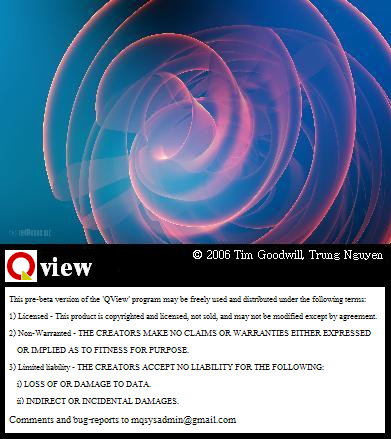 © 2006 Tim Goodwill, Trung Nguyen
Qview
This pre-beta version of the 'QView' program may be freely used and distributed under the following terms:
1) Licensed - This product is copyrighted and licensed, not sold, and may not be modified except by agreement.
2) Non-Warranted - THE CREATORS MAKE NO CLAIMS OR WARRANTIES EITHER EXPRESSED
OR IMPLIED AS TO FITNESS FOR PURPOSE.
3) Limited liability - THE CREATORS ACCEPT NO LIABILITY FOR THE FOLLOWING:
i) LOSS OF OR DAMAGE TO DATA.
ii) INDIRECT OR INCIDENTAL DAMAGES.
Comments and bug-reports to mqsysadmin@gmail.com